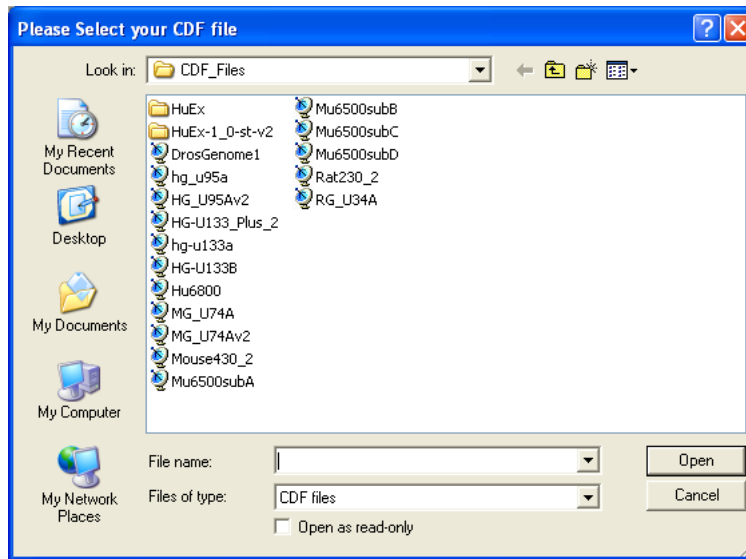 Please Select your CDF file
Look in: CDF_Files
My Recent
Documents
Desktop
My Documents
My Computer
My Network
Places
HuEx
HuEx-1_0-st-v2
DrosGenome1
hg_u95a
HG_U95Av2
HG-U133_Plus_2
hg-u133a
HG-U133B
Hu6800
MG_U74A
MG_U74Av2
Mouse430_2
Mu6500subA
Mu6500subB
Mu6500subC
Mu6500subD
Rat230_2
RG_U34A
File name:
Open
Files of type: CDF files
Cancel
Open as read-only